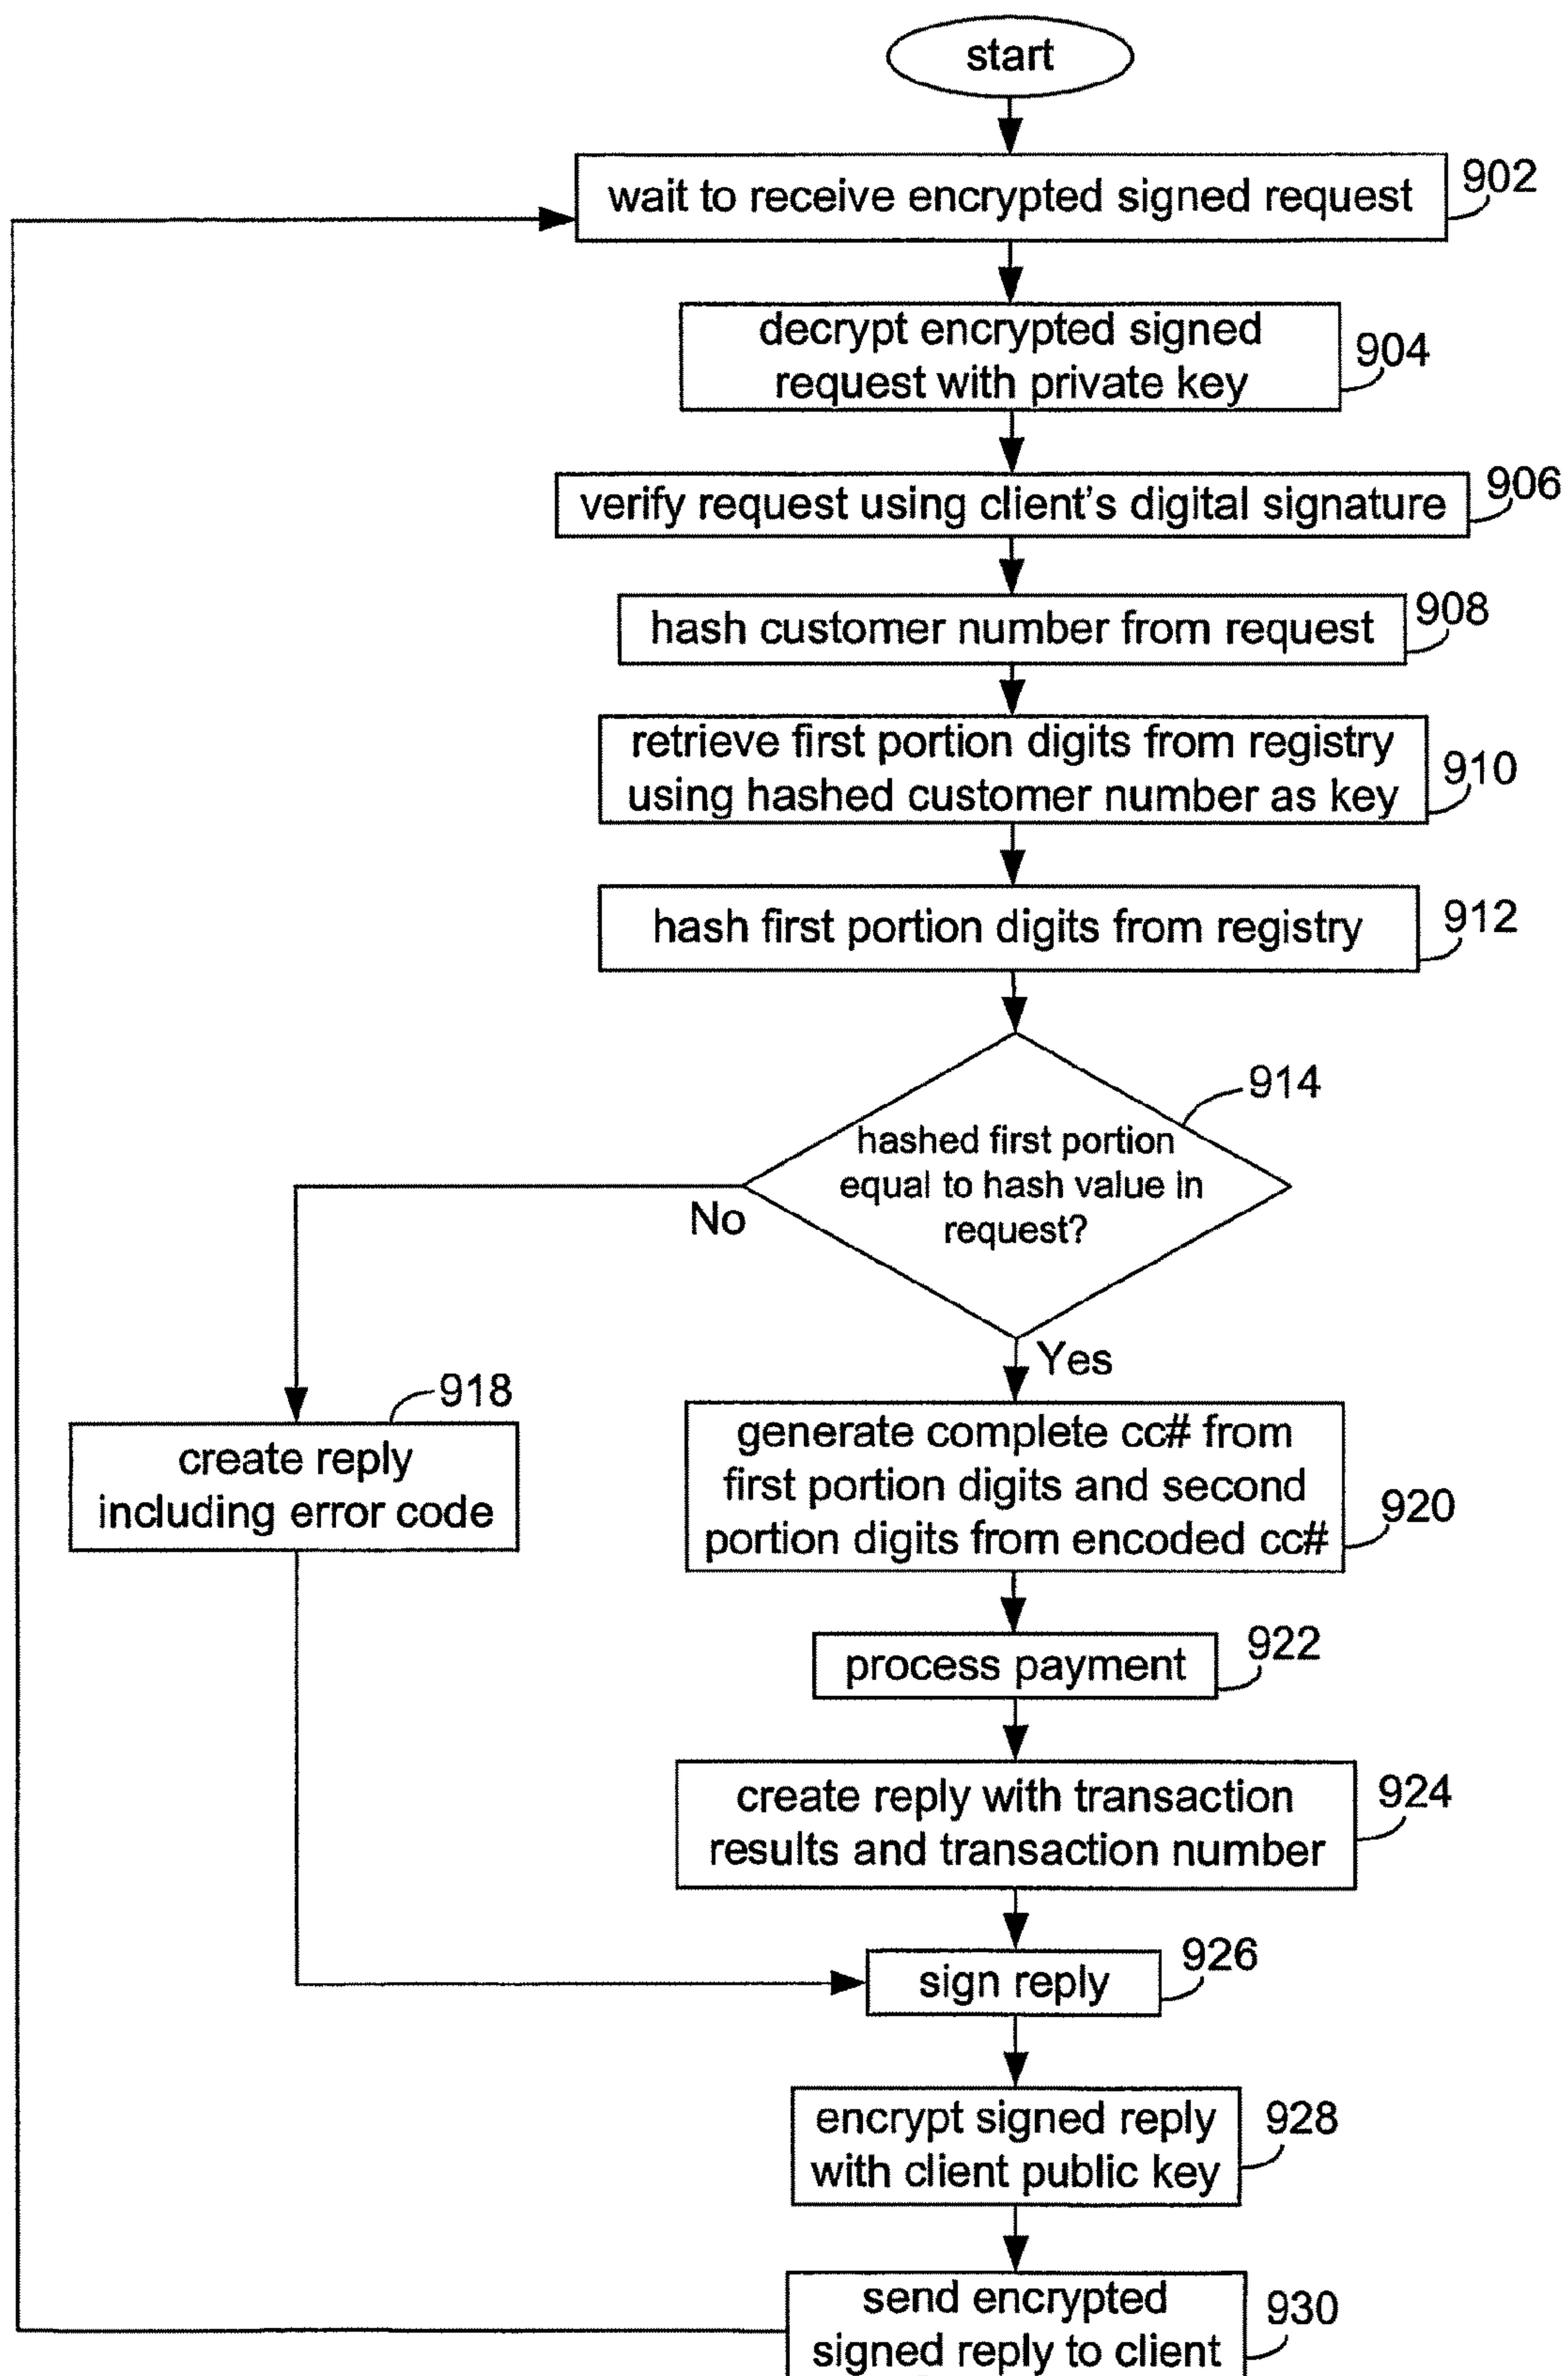 start
wait to receive encrypted signed request
902
decrypt encrypted signed
request with private key
904
verify request using client's digital signature
906
hash customer number from request
908
retrieve first portion digits from registry
using hashed customer number as key
910
hash first portion digits from registry
912
914
hashed first portion
equal to hash value in
request?
No
Yes
918
create reply
including error code
generate complete cc# from
first portion digits and second
portion digits from encoded cc#
920
process payment
922
create reply with transaction
results and transaction number
924
sign reply
926
encrypt signed reply
with client public key
928
send encrypted
signed reply to client
930